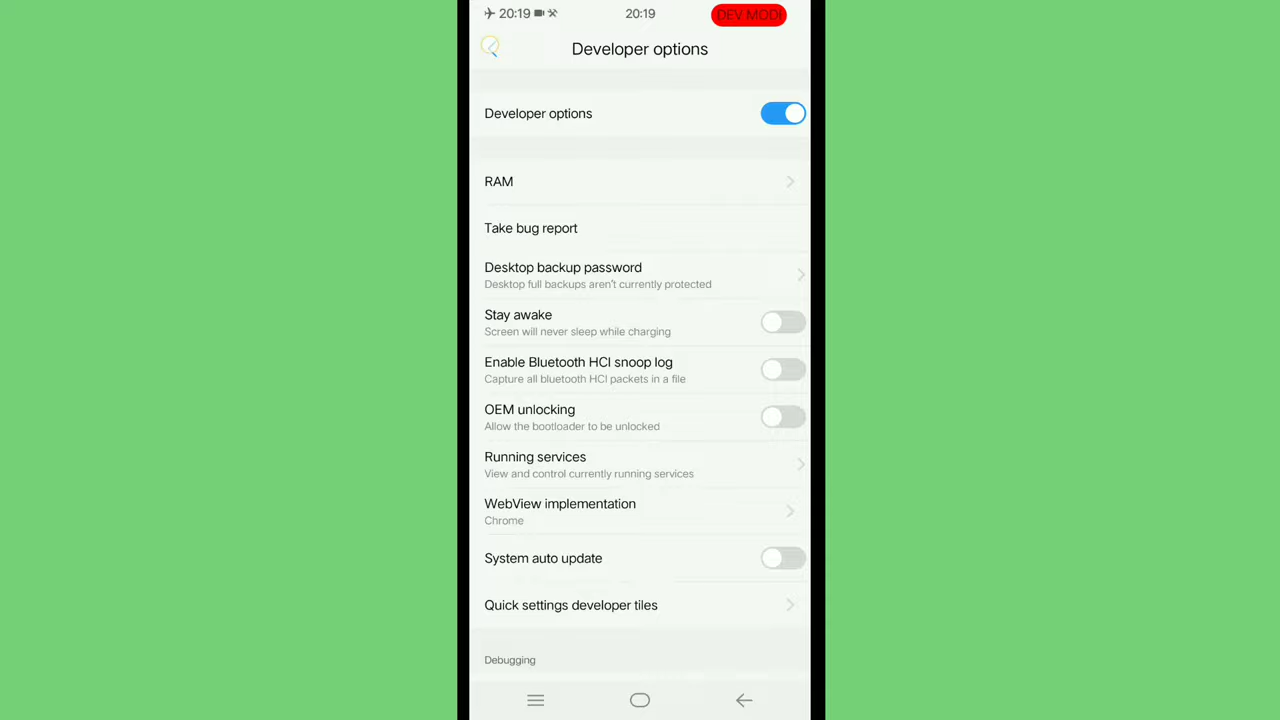 20:19
20:19
DEV MODI
Developer options
Developer options
RAM
Take bug report
Desktop backup password
Desktop full backups aren't currently protected
Stay awake
Screen will never sleep while charging
Enable Bluetooth HCI snoop log
Capture all bluetooth HCI packets in a file
OEM unlocking
Allow the bootloader to be unlocked
Running services
View and control currently running services
WebView implementation
Chrome
System auto update
Quick settings developer tiles
Debugging